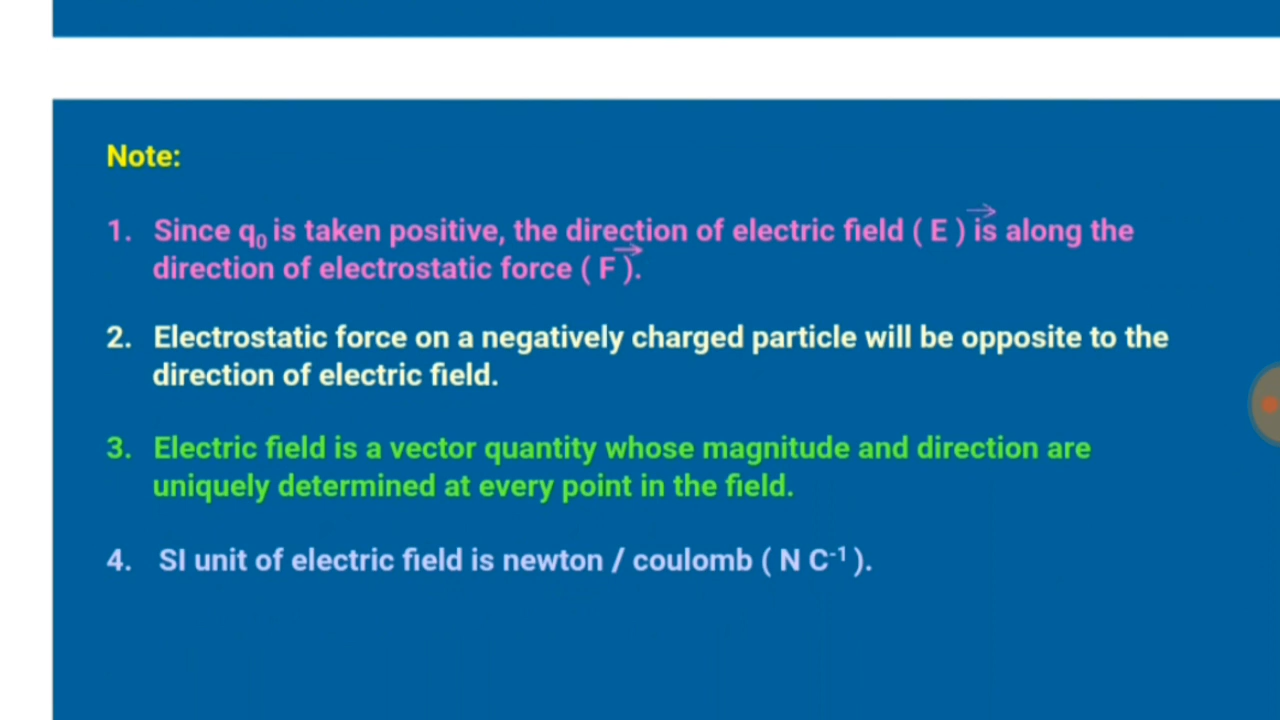 Note:
1. Since q₀ is taken positive, the direction of electric field ( E ) is along the
direction of electrostatic force ( F ).
2. Electrostatic force on a negatively charged particle will be opposite to the
direction of electric field.
3. Electric field is a vector quantity whose magnitude and direction are
uniquely determined at every point in the field.
4. SI unit of electric field is newton / coulomb ( N C⁻¹ ).